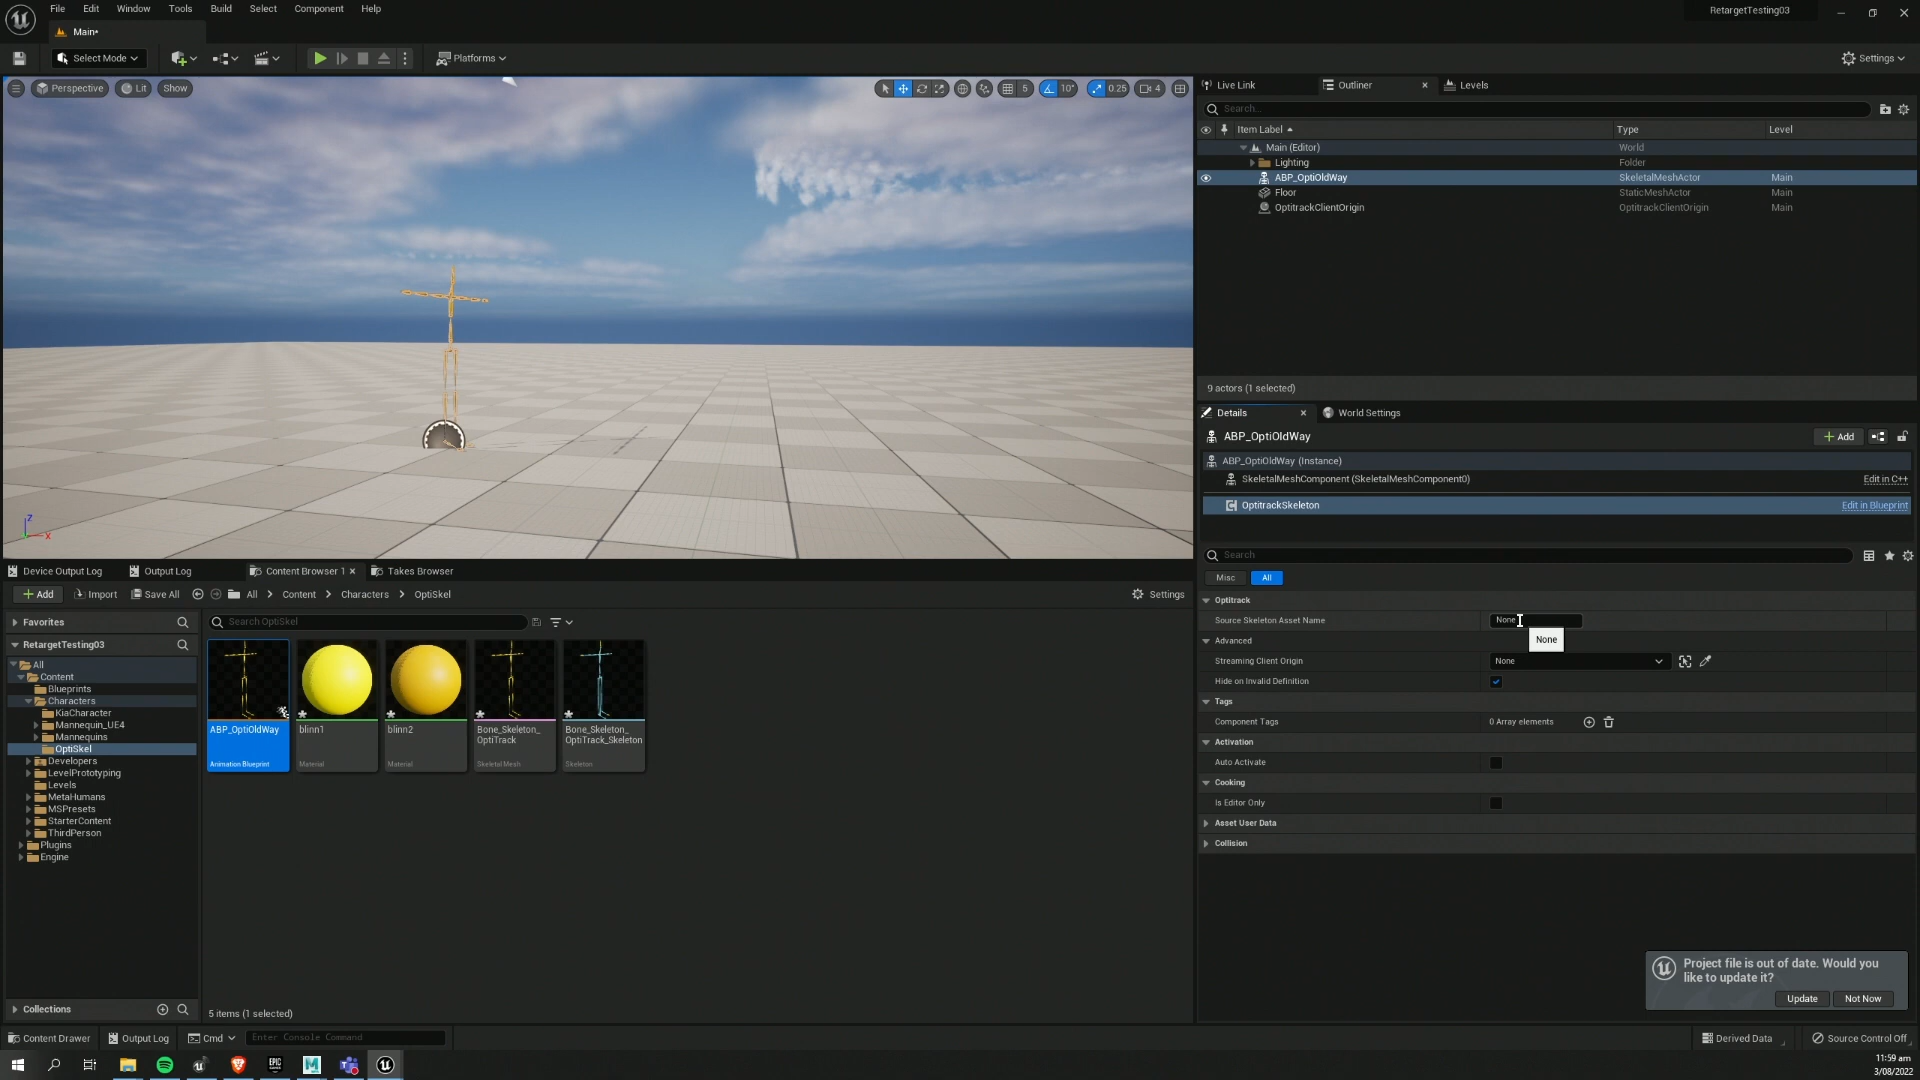 File Edit Window Tools Build Select Component Help
RetargetTesting03
Main*
Select Mode
Platforms
Settings
Perspective Lit Show
5 10° 0.25 4
Z
X
Live Link Outliner Levels
Search...
Item Label Type Level
Main (Editor) World
Lighting Folder
ABP_OptiOldWay SkeletalMeshActor Main
Floor StaticMeshActor Main
OptitrackClientOrigin OptitrackClientOrigin Main
9 actors (1 selected)
Details World Settings
ABP_OptiOldWay
Add
ABP_OptiOldWay (Instance)
SkeletalMeshComponent (SkeletalMeshComponent0) Edit in C++
OptitrackSkeleton Edit in Blueprint
Search
Misc All
Optitrack
Source Skeleton Asset Name None
None
Advanced
Streaming Client Origin None
Hide on Invalid Definition
Tags
Component Tags 0 Array elements
Activation
Auto Activate
Cooking
Is Editor Only
Asset User Data
Collision
Device Output Log Output Log Content Browser 1 Takes Browser
Add Import Save All All Content Characters OptiSkel Settings
Favorites
Search OptiSkel
RetargetTesting03
All
Content
Blueprints
Characters
KiaCharacter
Mannequin_UE4
Mannequins
OptiSkel
Developers
LevelPrototyping
Levels
MetaHumans
MSPresets
StarterContent
ThirdPerson
Plugins
Engine
Collections
ABP_OptiOldWay
Animation Blueprint
blinn1
Material
blinn2
Material
Bone_Skeleton_
OptiTrack
Skeletal Mesh
Bone_Skeleton_
OptiTrack_Skeleton
Skeleton
5 items (1 selected)
Project file is out of date. Would you
like to update it?
Update Not Now
Content Drawer Output Log Cmd Enter Console Command Derived Data Source Control Off
EPIC
M
11:59 am
3/08/2022